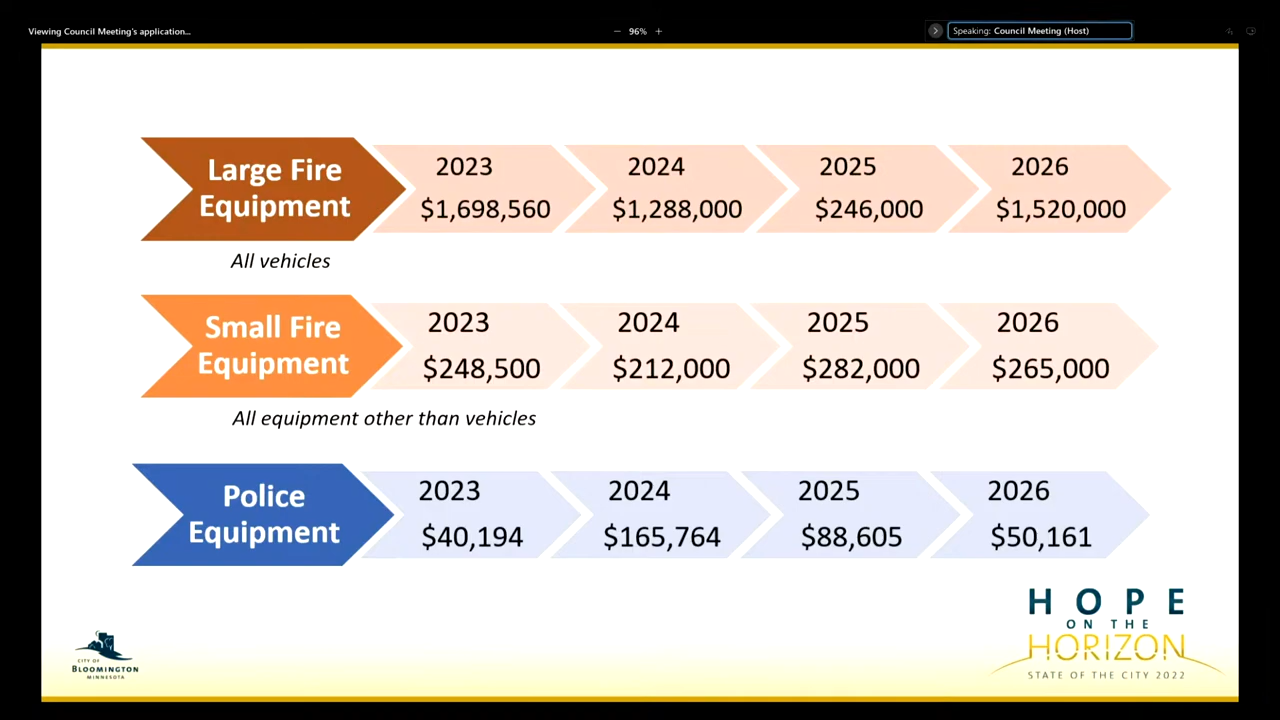 Viewing Council Meeting's application...
− 96% +
Speaking: Council Meeting (Host)
Large Fire
Equipment
2023
$1,698,560
2024
$1,288,000
2025
$246,000
2026
$1,520,000
All vehicles
Small Fire
Equipment
2023
$248,500
2024
$212,000
2025
$282,000
2026
$265,000
All equipment other than vehicles
Police
Equipment
2023
$40,194
2024
$165,764
2025
$88,605
2026
$50,161
CITY OF
BLOOMINGTON
MINNESOTA
HOPE
ON THE
HORIZON
STATE OF THE CITY 2022